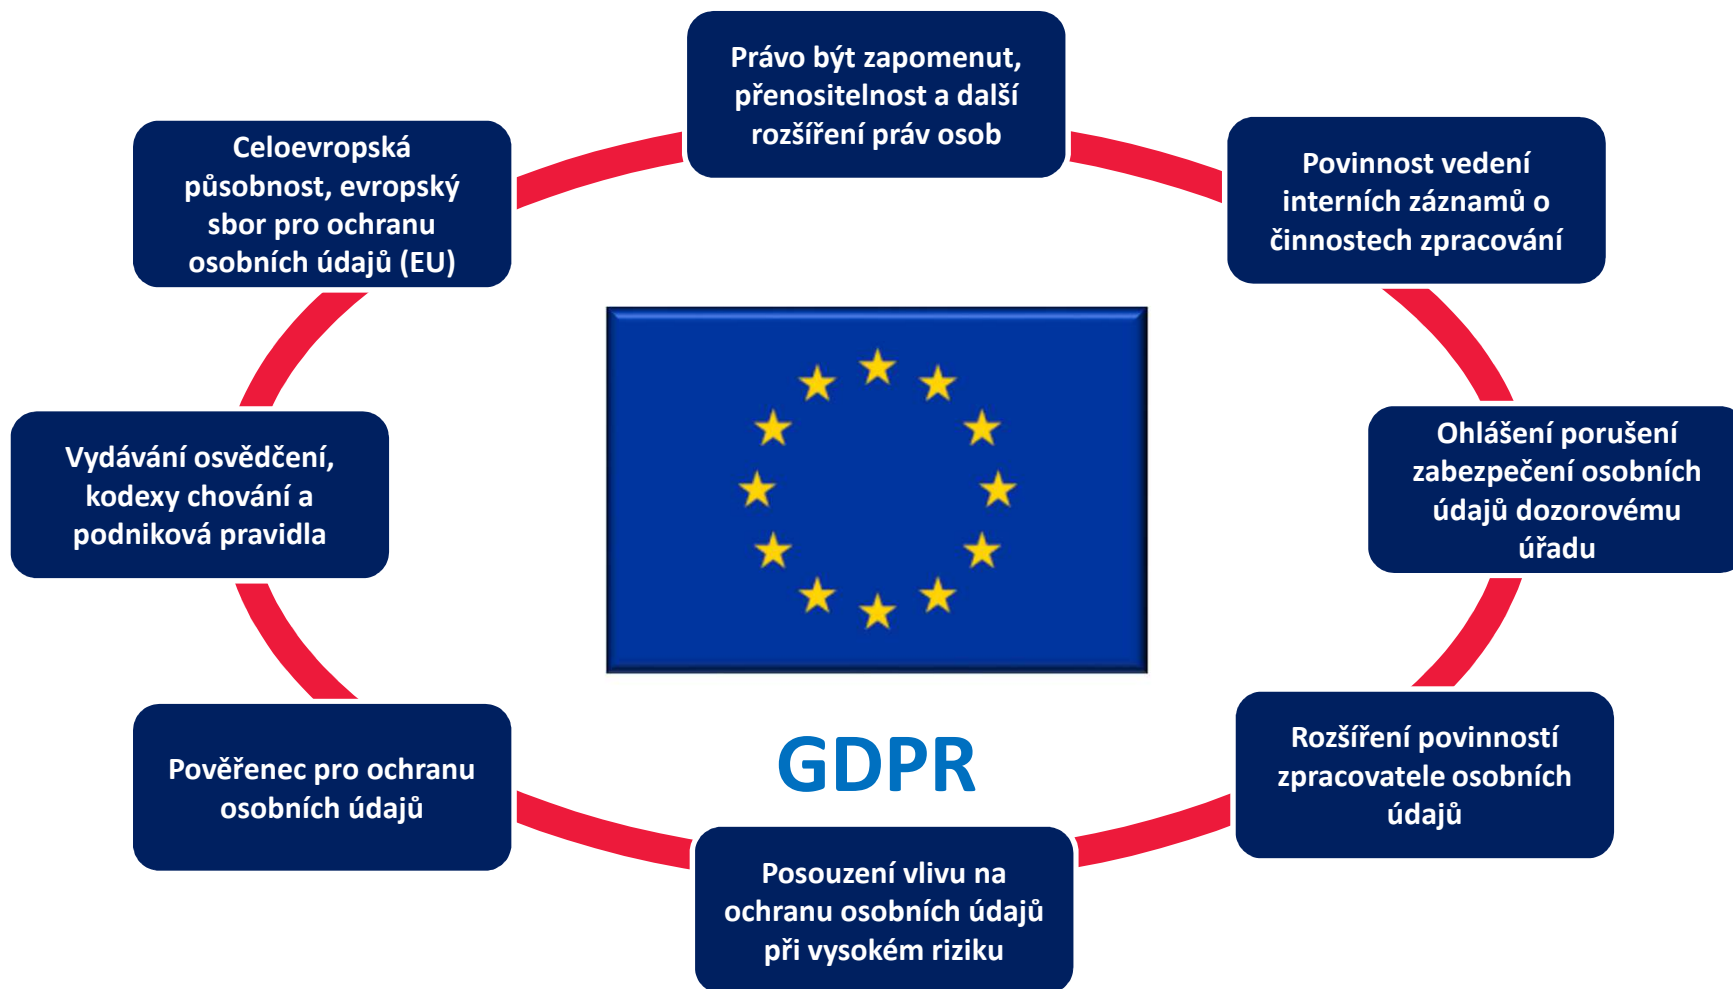 Právo být zapomenut,
přenositelnost a další
rozšíření práv osob
Povinnost vedení
interních záznamů o
činnostech zpracování
Ohlášení porušení
zabezpečení osobních
údajů dozorovému
úřadu
Rozšíření povinností
zpracovatele osobních
údajů
Posouzení vlivu na
ochranu osobních údajů
při vysokém riziku
Pověřenec pro ochranu
osobních údajů
Vydávání osvědčení,
kodexy chování a
podniková pravidla
Celoevropská
působnost, evropský
sbor pro ochranu
osobních údajů (EU)
GDPR